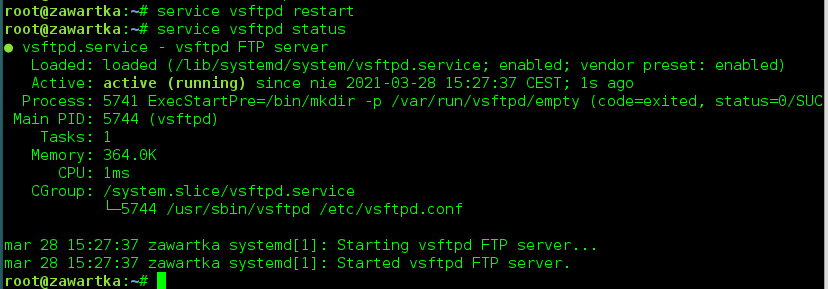 root@zawartka:~# service vsftpd restart
root@zawartka:~# service vsftpd status
● vsftpd.service - vsftpd FTP server
   Loaded: loaded (/lib/systemd/system/vsftpd.service; enabled; vendor preset: enabled)
   Active: active (running) since nie 2021-03-28 15:27:37 CEST; 1s ago
  Process: 5741 ExecStartPre=/bin/mkdir -p /var/run/vsftpd/empty (code=exited, status=0/SUC
 Main PID: 5744 (vsftpd)
    Tasks: 1
   Memory: 364.0K
      CPU: 1ms
   CGroup: /system.slice/vsftpd.service
           └─5744 /usr/sbin/vsftpd /etc/vsftpd.conf

mar 28 15:27:37 zawartka systemd[1]: Starting vsftpd FTP server...
mar 28 15:27:37 zawartka systemd[1]: Started vsftpd FTP server.
root@zawartka:~#